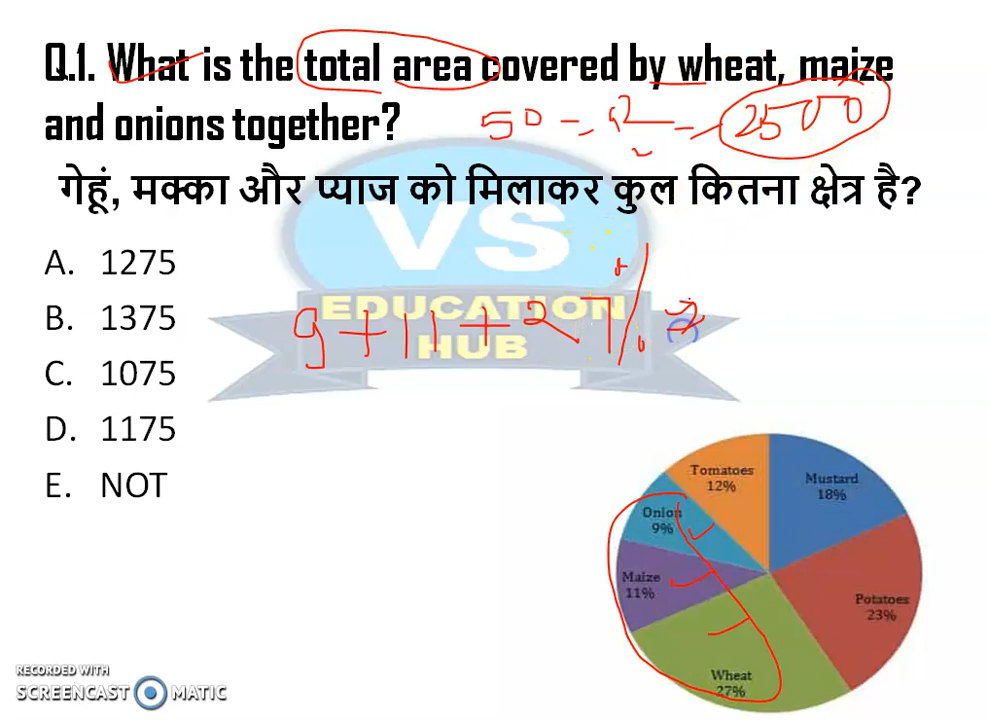 Q.1. What is the total area covered by wheat, maize
and onions together?
50 = 2500
गेहूं, मक्का और प्याज को मिलाकर कुल कितना क्षेत्र है?
VS
EDUCATION
HUB
A. 1275
B. 1375
C. 1075
D. 1175
E. NOT
9+11+27%
Tomatoes
12%
Mustard
18%
Onion
9%
Maize
11%
Potatoes
23%
Wheat
27%
RECORDED WITH
SCREENCAST MATIC